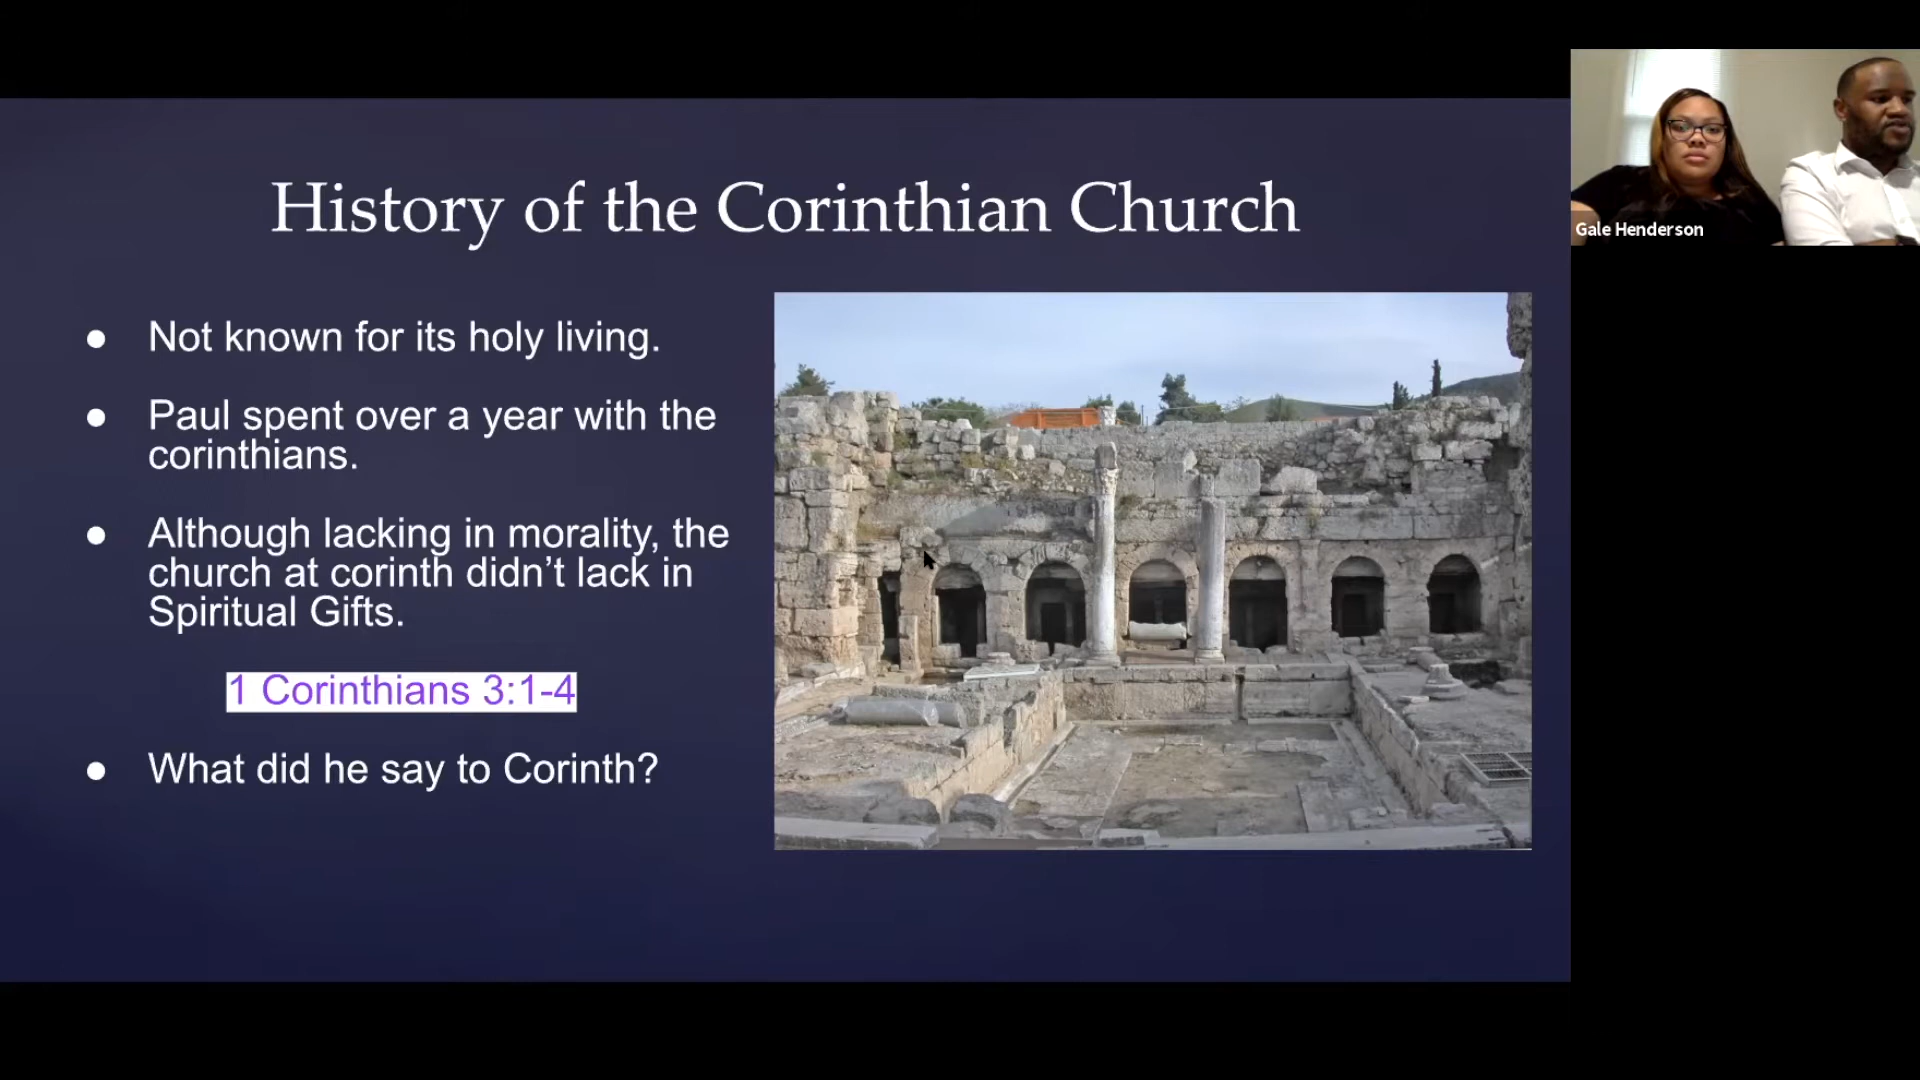 History of the Corinthian Church
● Not known for its holy living.
● Paul spent over a year with the
corinthians.
● Although lacking in morality, the
church at corinth didn’t lack in
Spiritual Gifts.
1 Corinthians 3:1-4
● What did he say to Corinth?
Gale Henderson